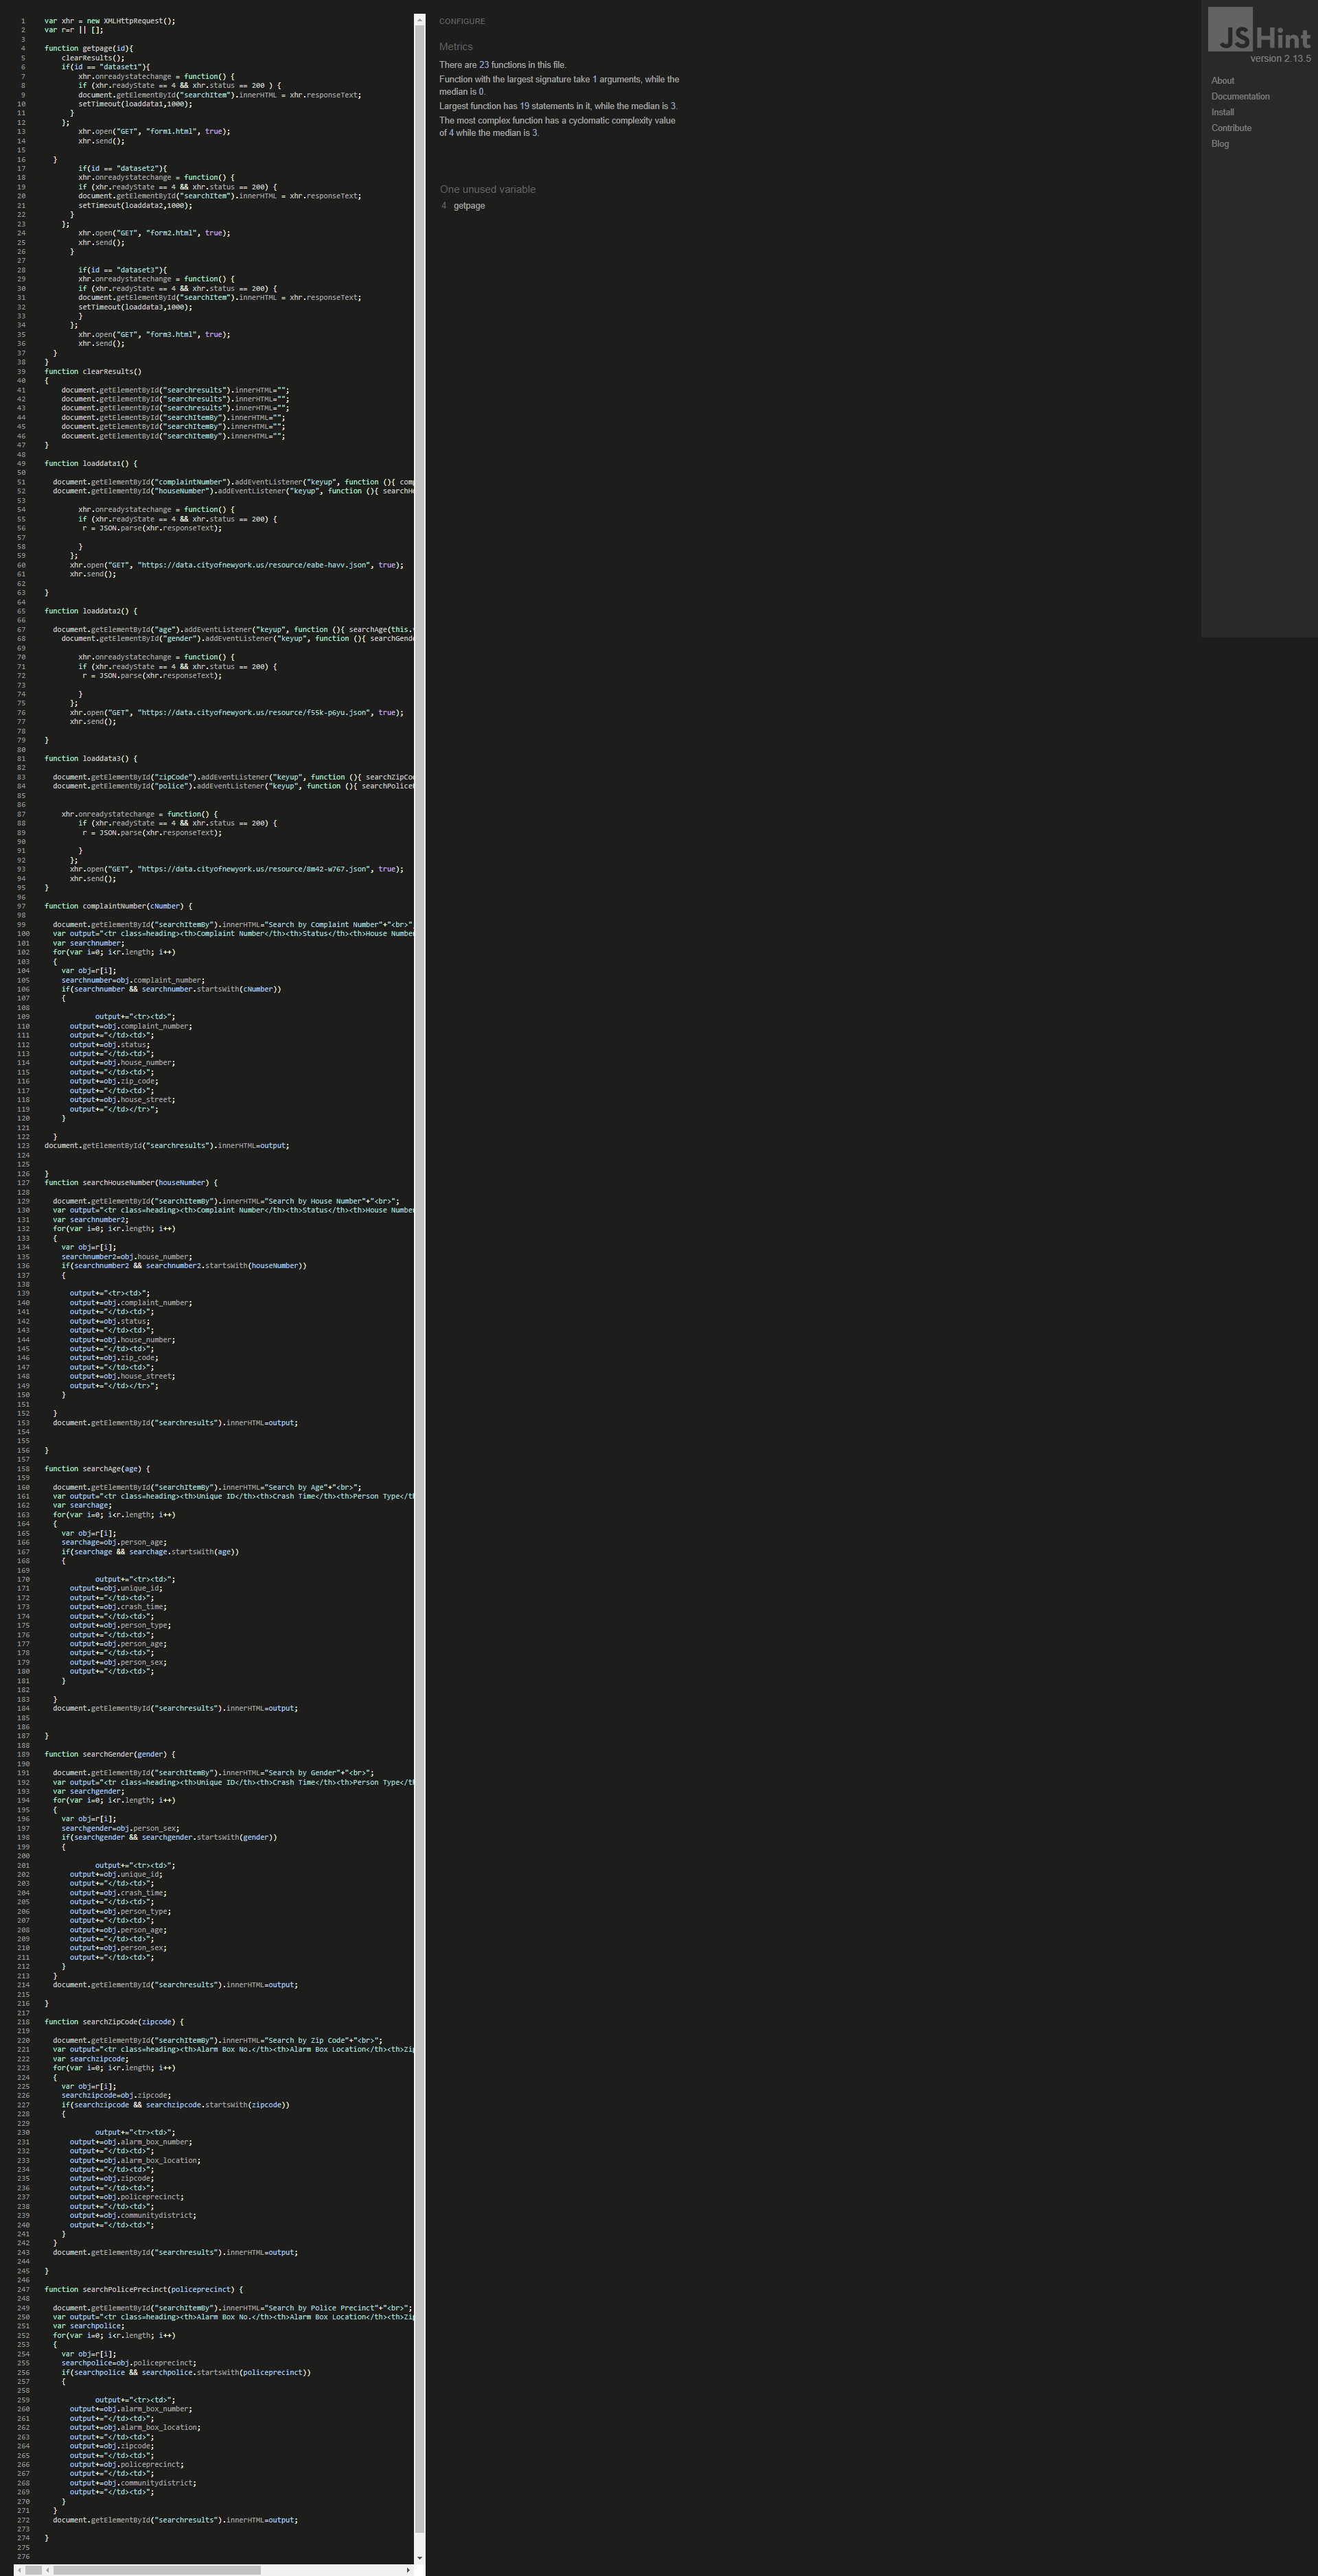 1 var xhr = new XMLHttpRequest();
2 var r=r || [];
3
4 function getpage(id){
5 clearResults();
6 if(id == "dataset1"){
7 xhr.onreadystatechange = function() {
8 if (xhr.readyState == 4 && xhr.status == 200 ) {
9 document.getElementById("searchItem").innerHTML = xhr.responseText;
10 setTimeout(loaddata1,1000);
11 }
12 };
13 xhr.open("GET", "form1.html", true);
14 xhr.send();
15
16 }
17 if(id == "dataset2"){
18 xhr.onreadystatechange = function() {
19 if (xhr.readyState == 4 && xhr.status == 200) {
20 document.getElementById("searchItem").innerHTML = xhr.responseText;
21 setTimeout(loaddata2,1000);
22 }
23 };
24 xhr.open("GET", "form2.html", true);
25 xhr.send();
26 }
27
28 if(id == "dataset3"){
29 xhr.onreadystatechange = function() {
30 if (xhr.readyState == 4 && xhr.status == 200) {
31 document.getElementById("searchItem").innerHTML = xhr.responseText;
32 setTimeout(loaddata3,1000);
33 }
34 };
35 xhr.open("GET", "form3.html", true);
36 xhr.send();
37 }
38 }
39 function clearResults()
40 {
41 document.getElementById("searchresults").innerHTML="";
42 document.getElementById("searchresults").innerHTML="";
43 document.getElementById("searchresults").innerHTML="";
44 document.getElementById("searchItemBy").innerHTML="";
45 document.getElementById("searchItemBy").innerHTML="";
46 document.getElementById("searchItemBy").innerHTML="";
47 }
48
49 function loaddata1() {
50
51 document.getElementById("complaintNumber").addEventListener("keyup", function (){ com
52 document.getElementById("houseNumber").addEventListener("keyup", function (){ searchH
53
54 xhr.onreadystatechange = function() {
55 if (xhr.readyState == 4 && xhr.status == 200) {
56 r = JSON.parse(xhr.responseText);
57
58 }
59 };
60 xhr.open("GET", "https://data.cityofnewyork.us/resource/eabe-havv.json", true);
61 xhr.send();
62
63 }
64
65 function loaddata2() {
66
67 document.getElementById("age").addEventListener("keyup", function (){ searchAge(this.
68 document.getElementById("gender").addEventListener("keyup", function (){ searchGend
69
70 xhr.onreadystatechange = function() {
71 if (xhr.readyState == 4 && xhr.status == 200) {
72 r = JSON.parse(xhr.responseText);
73
74 }
75 };
76 xhr.open("GET", "https://data.cityofnewyork.us/resource/f55k-p6yu.json", true);
77 xhr.send();
78
79 }
80
81 function loaddata3() {
82
83 document.getElementById("zipCode").addEventListener("keyup", function (){ searchZipCo
84 document.getElementById("police").addEventListener("keyup", function (){ searchPolice
85
86
87 xhr.onreadystatechange = function() {
88 if (xhr.readyState == 4 && xhr.status == 200) {
89 r = JSON.parse(xhr.responseText);
90
91 }
92 };
93 xhr.open("GET", "https://data.cityofnewyork.us/resource/8m42-w767.json", true);
94 xhr.send();
95 }
96
97 function complaintNumber(cNumber) {
98
99 document.getElementById("searchItemBy").innerHTML="Search by Complaint Number"+"<br>"
100 var output="<tr class=heading><th>Complaint Number</th><th>Status</th><th>House Number
101 var searchnumber;
102 for(var i=0; i<r.length; i++)
103 {
104 var obj=r[i];
105 searchnumber=obj.complaint_number;
106 if(searchnumber && searchnumber.startsWith(cNumber))
107 {
108
109 output+="<tr><td>";
110 output+=obj.complaint_number;
111 output+="</td><td>";
112 output+=obj.status;
113 output+="</td><td>";
114 output+=obj.house_number;
115 output+="</td><td>";
116 output+=obj.zip_code;
117 output+="</td><td>";
118 output+=obj.house_street;
119 output+="</td></tr>";
120 }
121
122 }
123 document.getElementById("searchresults").innerHTML=output;
124
125
126 }
127 function searchHouseNumber(houseNumber) {
128
129 document.getElementById("searchItemBy").innerHTML="Search by House Number"+"<br>";
130 var output="<tr class=heading><th>Complaint Number</th><th>Status</th><th>House Number
131 var searchnumber2;
132 for(var i=0; i<r.length; i++)
133 {
134 var obj=r[i];
135 searchnumber2=obj.house_number;
136 if(searchnumber2 && searchnumber2.startsWith(houseNumber))
137 {
138
139 output+="<tr><td>";
140 output+=obj.complaint_number;
141 output+="</td><td>";
142 output+=obj.status;
143 output+="</td><td>";
144 output+=obj.house_number;
145 output+="</td><td>";
146 output+=obj.zip_code;
147 output+="</td><td>";
148 output+=obj.house_street;
149 output+="</td></tr>";
150 }
151
152 }
153 document.getElementById("searchresults").innerHTML=output;
154
155
156 }
157
158 function searchAge(age) {
159
160 document.getElementById("searchItemBy").innerHTML="Search by Age"+"<br>";
161 var output="<tr class=heading><th>Unique ID</th><th>Crash Time</th><th>Person Type</t
162 var searchage;
163 for(var i=0; i<r.length; i++)
164 {
165 var obj=r[i];
166 searchage=obj.person_age;
167 if(searchage && searchage.startsWith(age))
168 {
169
170 output+="<tr><td>";
171 output+=obj.unique_id;
172 output+="</td><td>";
173 output+=obj.crash_time;
174 output+="</td><td>";
175 output+=obj.person_type;
176 output+="</td><td>";
177 output+=obj.person_age;
178 output+="</td><td>";
179 output+=obj.person_sex;
180 output+="</td><td>";
181 }
182
183 }
184 document.getElementById("searchresults").innerHTML=output;
185
186
187 }
188
189 function searchGender(gender) {
190
191 document.getElementById("searchItemBy").innerHTML="Search by Gender"+"<br>";
192 var output="<tr class=heading><th>Unique ID</th><th>Crash Time</th><th>Person Type</t
193 var searchgender;
194 for(var i=0; i<r.length; i++)
195 {
196 var obj=r[i];
197 searchgender=obj.person_sex;
198 if(searchgender && searchgender.startsWith(gender))
199 {
200
201 output+="<tr><td>";
202 output+=obj.unique_id;
203 output+="</td><td>";
204 output+=obj.crash_time;
205 output+="</td><td>";
206 output+=obj.person_type;
207 output+="</td><td>";
208 output+=obj.person_age;
209 output+="</td><td>";
210 output+=obj.person_sex;
211 output+="</td><td>";
212 }
213 }
214 document.getElementById("searchresults").innerHTML=output;
215
216 }
217
218 function searchZipCode(zipcode) {
219
220 document.getElementById("searchItemBy").innerHTML="Search by Zip Code"+"<br>";
221 var output="<tr class=heading><th>Alarm Box No.</th><th>Alarm Box Location</th><th>Zip
222 var searchzipcode;
223 for(var i=0; i<r.length; i++)
224 {
225 var obj=r[i];
226 searchzipcode=obj.zipcode;
227 if(searchzipcode && searchzipcode.startsWith(zipcode))
228 {
229
230 output+="<tr><td>";
231 output+=obj.alarm_box_number;
232 output+="</td><td>";
233 output+=obj.alarm_box_location;
234 output+="</td><td>";
235 output+=obj.zipcode;
236 output+="</td><td>";
237 output+=obj.policeprecinct;
238 output+="</td><td>";
239 output+=obj.communitydistrict;
240 output+="</td><td>";
241 }
242 }
243 document.getElementById("searchresults").innerHTML=output;
244
245 }
246
247 function searchPolicePrecinct(policeprecinct) {
248
249 document.getElementById("searchItemBy").innerHTML="Search by Police Precinct"+"<br>";
250 var output="<tr class=heading><th>Alarm Box No.</th><th>Alarm Box Location</th><th>Zip
251 var searchpolice;
252 for(var i=0; i<r.length; i++)
253 {
254 var obj=r[i];
255 searchpolice=obj.policeprecinct;
256 if(searchpolice && searchpolice.startsWith(policeprecinct))
257 {
258
259 output+="<tr><td>";
260 output+=obj.alarm_box_number;
261 output+="</td><td>";
262 output+=obj.alarm_box_location;
263 output+="</td><td>";
264 output+=obj.zipcode;
265 output+="</td><td>";
266 output+=obj.policeprecinct;
267 output+="</td><td>";
268 output+=obj.communitydistrict;
269 output+="</td><td>";
270 }
271 }
272 document.getElementById("searchresults").innerHTML=output;
273
274 }
275
276
CONFIGURE
Metrics
There are 23 functions in this file.
Function with the largest signature take 1 arguments, while the
median is 0.
Largest function has 19 statements in it, while the median is 3.
The most complex function has a cyclomatic complexity value
of 4 while the median is 3.
One unused variable
4 getpage
JSHint
version 2.13.5
About
Documentation
Install
Contribute
Blog